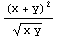 (x + y)²
√(x y)